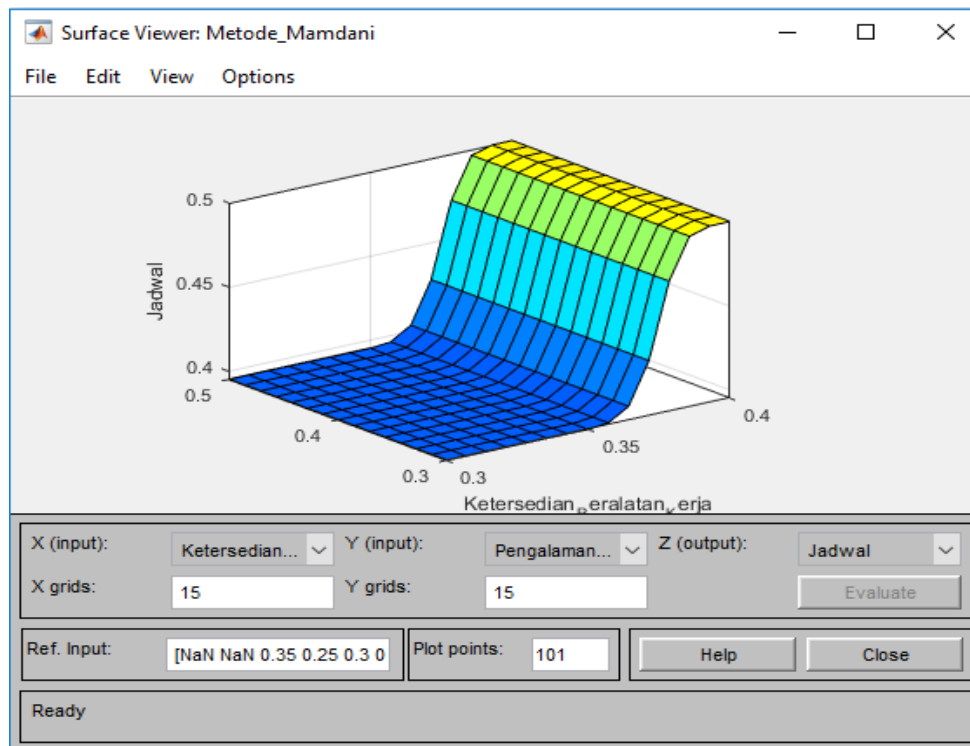 Surface Viewer: Metode_Mamdani
File Edit View Options
0.5
0.45
0.4
Jadwal
0.5
0.4
0.3
0.3
0.35
0.4
Ketersedian_Peralatan_Kerja
X (input): Ketersedian... Y (input): Pengalaman... Z (output): Jadwal
X grids: 15 Y grids: 15 Evaluate
Ref. Input: [NaN NaN 0.35 0.25 0.3 0 Plot points: 101 Help Close
Ready